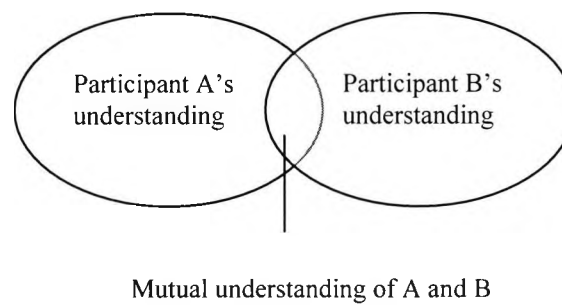 Participant A's
understanding
Participant B's
understanding
Mutual understanding of A and B